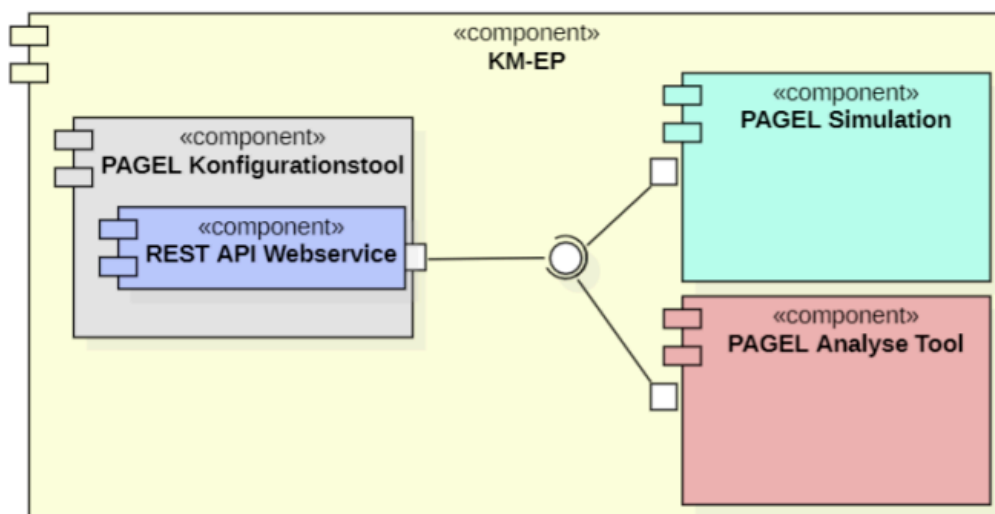 «component»
KM-EP
«component»
PAGEL Konfigurationstool
«component»
REST API Webservice
«component»
PAGEL Simulation
«component»
PAGEL Analyse Tool